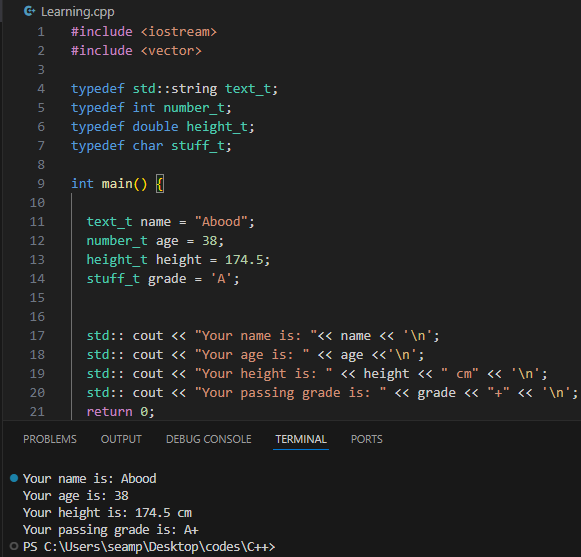 Learning.cpp
1 #include <iostream>
2 #include <vector>
3
4 typedef std::string text_t;
5 typedef int number_t;
6 typedef double height_t;
7 typedef char stuff_t;
8
9 int main() {
10
11   text_t name = "Abood";
12   number_t age = 38;
13   height_t height = 174.5;
14   stuff_t grade = 'A';
15
16
17   std:: cout << "Your name is: "<< name << '\n';
18   std:: cout << "Your age is: " << age <<'\n';
19   std:: cout << "Your height is: " << height << " cm" << '\n';
20   std:: cout << "Your passing grade is: " << grade << "+" << '\n';
21   return 0;
PROBLEMS OUTPUT DEBUG CONSOLE TERMINAL PORTS
Your name is: Abood
Your age is: 38
Your height is: 174.5 cm
Your passing grade is: A+
PS C:\Users\seamp\Desktop\codes\C++>